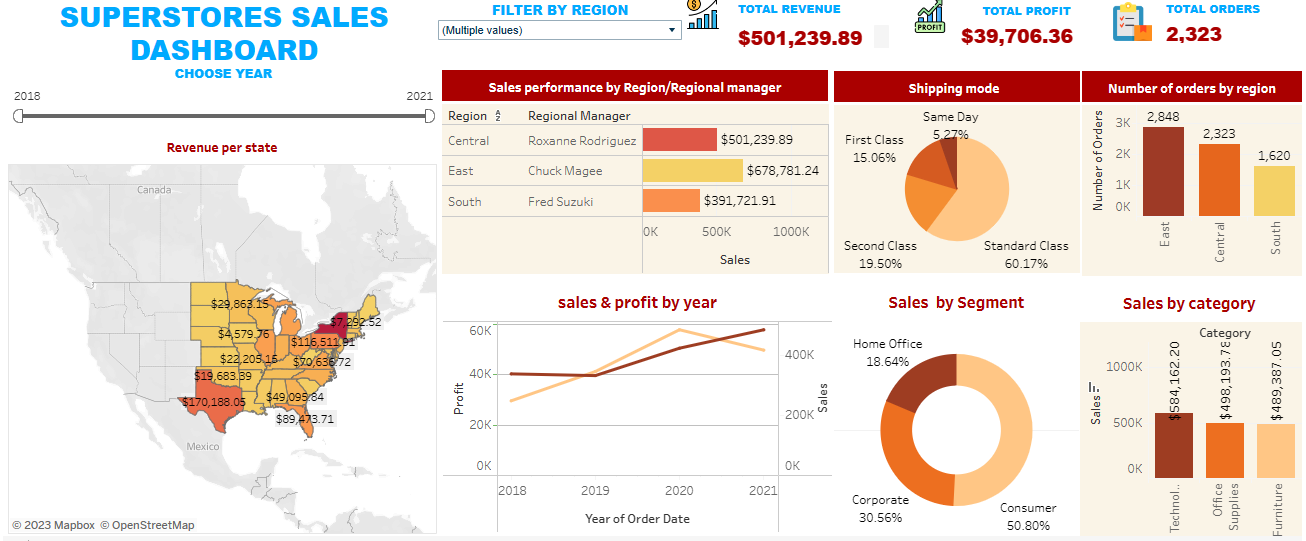 SUPERSTORES SALES
DASHBOARD
CHOOSE YEAR
2018
2021
FILTER BY REGION
(Multiple values)
TOTAL REVENUE
$501,239.89
PROFIT
TOTAL PROFIT
$39,706.36
TOTAL ORDERS
2,323
Revenue per state
Canada
$29,863.15
$7,292.52
$4,579.76
$116,511.91
$22,205.15
$70,636.72
$19,683.39
$170,188.05
$49,095.84
$89,473.71
Mexico
© 2023 Mapbox © OpenStreetMap
Sales performance by Region/Regional manager
Region
Regional Manager
Central
Roxanne Rodriguez
$501,239.89
East
Chuck Magee
$678,781.24
South
Fred Suzuki
$391,721.91
0K
500K
1000K
Sales
Shipping mode
Same Day
5.27%
First Class
15.06%
Second Class
19.50%
Standard Class
60.17%
Number of orders by region
Number of Orders
3K
2K
1K
0K
2,848
2,323
1,620
East
Central
South
sales & profit by year
Profit
60K
40K
20K
0K
400K
200K
0K
Sales
2018
2019
2020
2021
Year of Order Date
Sales by Segment
Home Office
18.64%
Corporate
30.56%
Consumer
50.80%
Sales by category
Category
Sales
1000K
500K
0K
$584,162.20
$498,193.78
$489,387.05
Technol..
Office
Supplies
Furniture